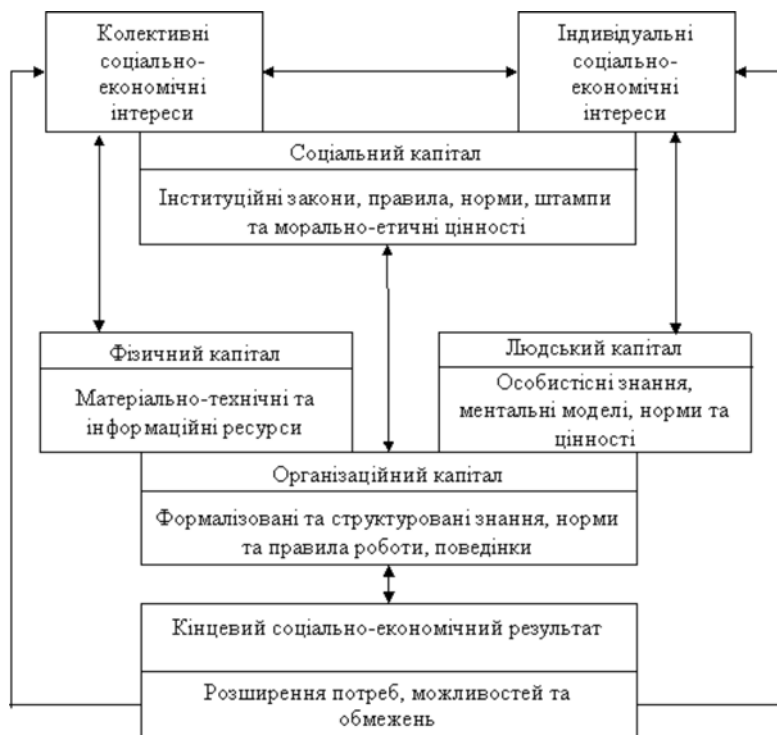 Колективні
соціально-
економічні
інтереси
Індивідуальні
соціально-
економічні
інтереси
Соціальний капітал
Інституційні закони, правила, норми, штампи
та морально-етичні цінності
Фізичний капітал
Матеріально-технічні та
інформаційні ресурси
Людський капітал
Особистісні знання,
ментальні моделі, норми та
цінності
Організаційний капітал
Формалізовані та структуровані знання, норми
та правила роботи, поведінки
Кінцевий соціально-економічний результат
Розширення потреб, можливостей та
обмежень